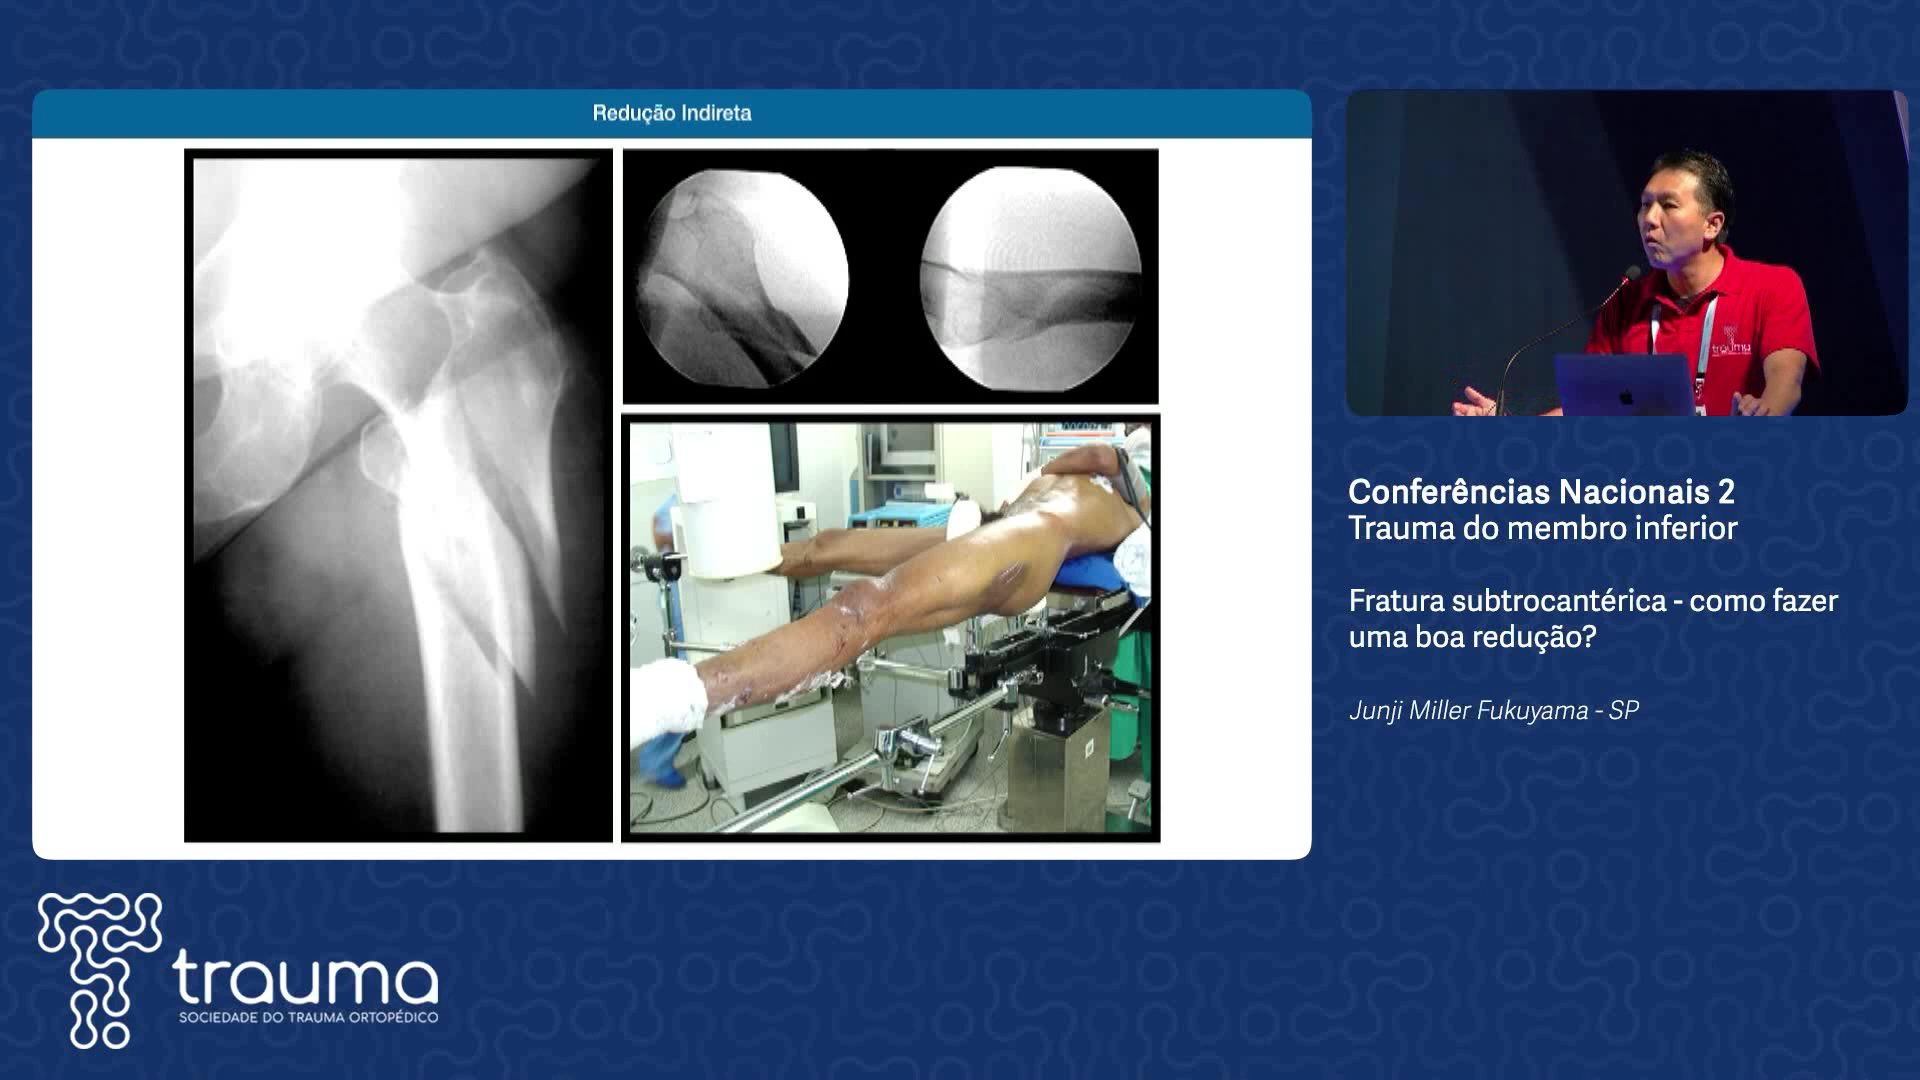 Redução Indireta
trauma
Conferências Nacionais 2
Trauma do membro inferior
Fratura subtrocantérica - como fazer
uma boa redução?
Junji Miller Fukuyama - SP
trauma
SOCIEDADE DO TRAUMA ORTOPÉDICO